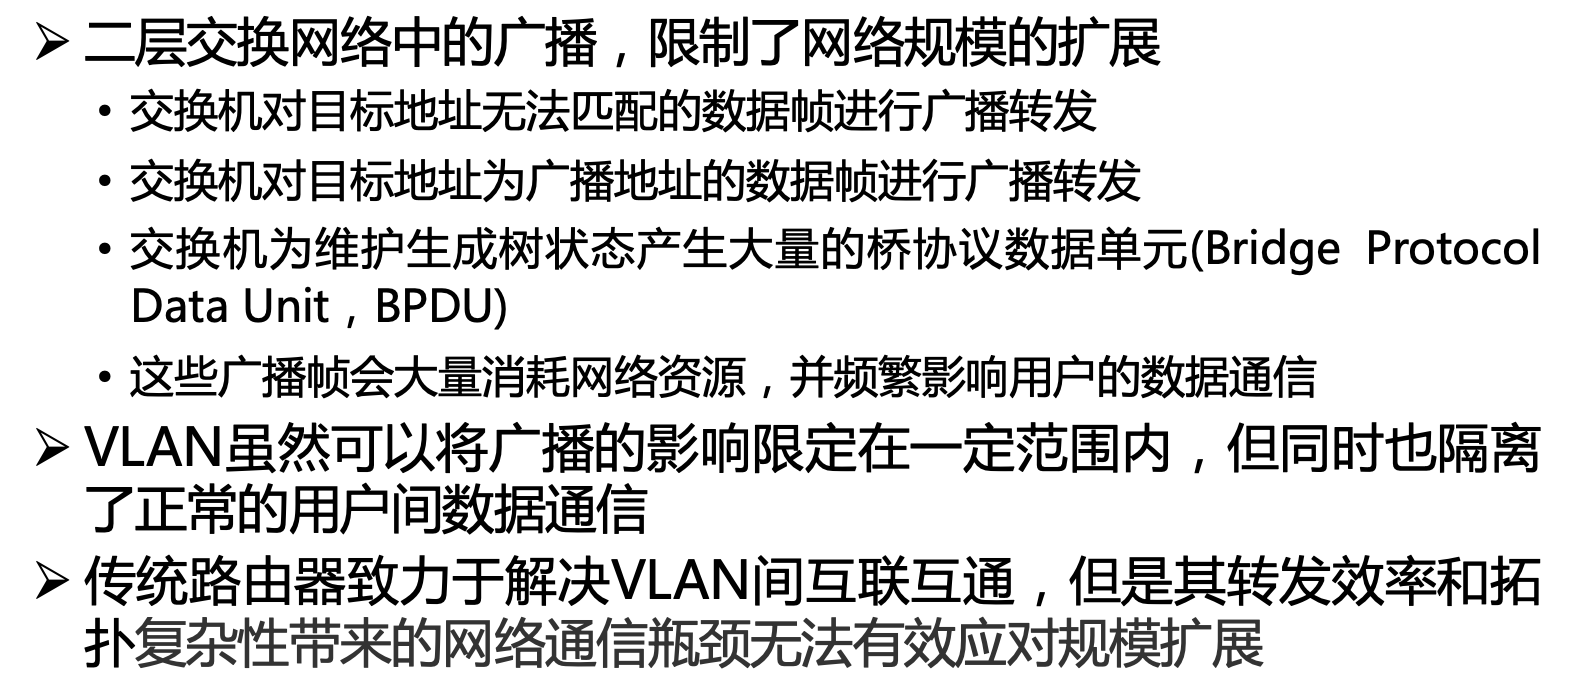 ➢ 二层交换网络中的广播，限制了网络规模的扩展
• 交换机对目标地址无法匹配的数据帧进行广播转发
• 交换机对目标地址为广播地址的数据帧进行广播转发
• 交换机为维护生成树状态产生大量的桥协议数据单元(Bridge Protocol
Data Unit，BPDU)
• 这些广播帧会大量消耗网络资源，并频繁影响用户的数据通信
➢ VLAN虽然可以将广播的影响限定在一定范围内，但同时也隔离
了正常的用户间数据通信
➢ 传统路由器致力于解决VLAN间互联互通，但是其转发效率和拓
扑复杂性带来的网络通信瓶颈无法有效应对规模扩展